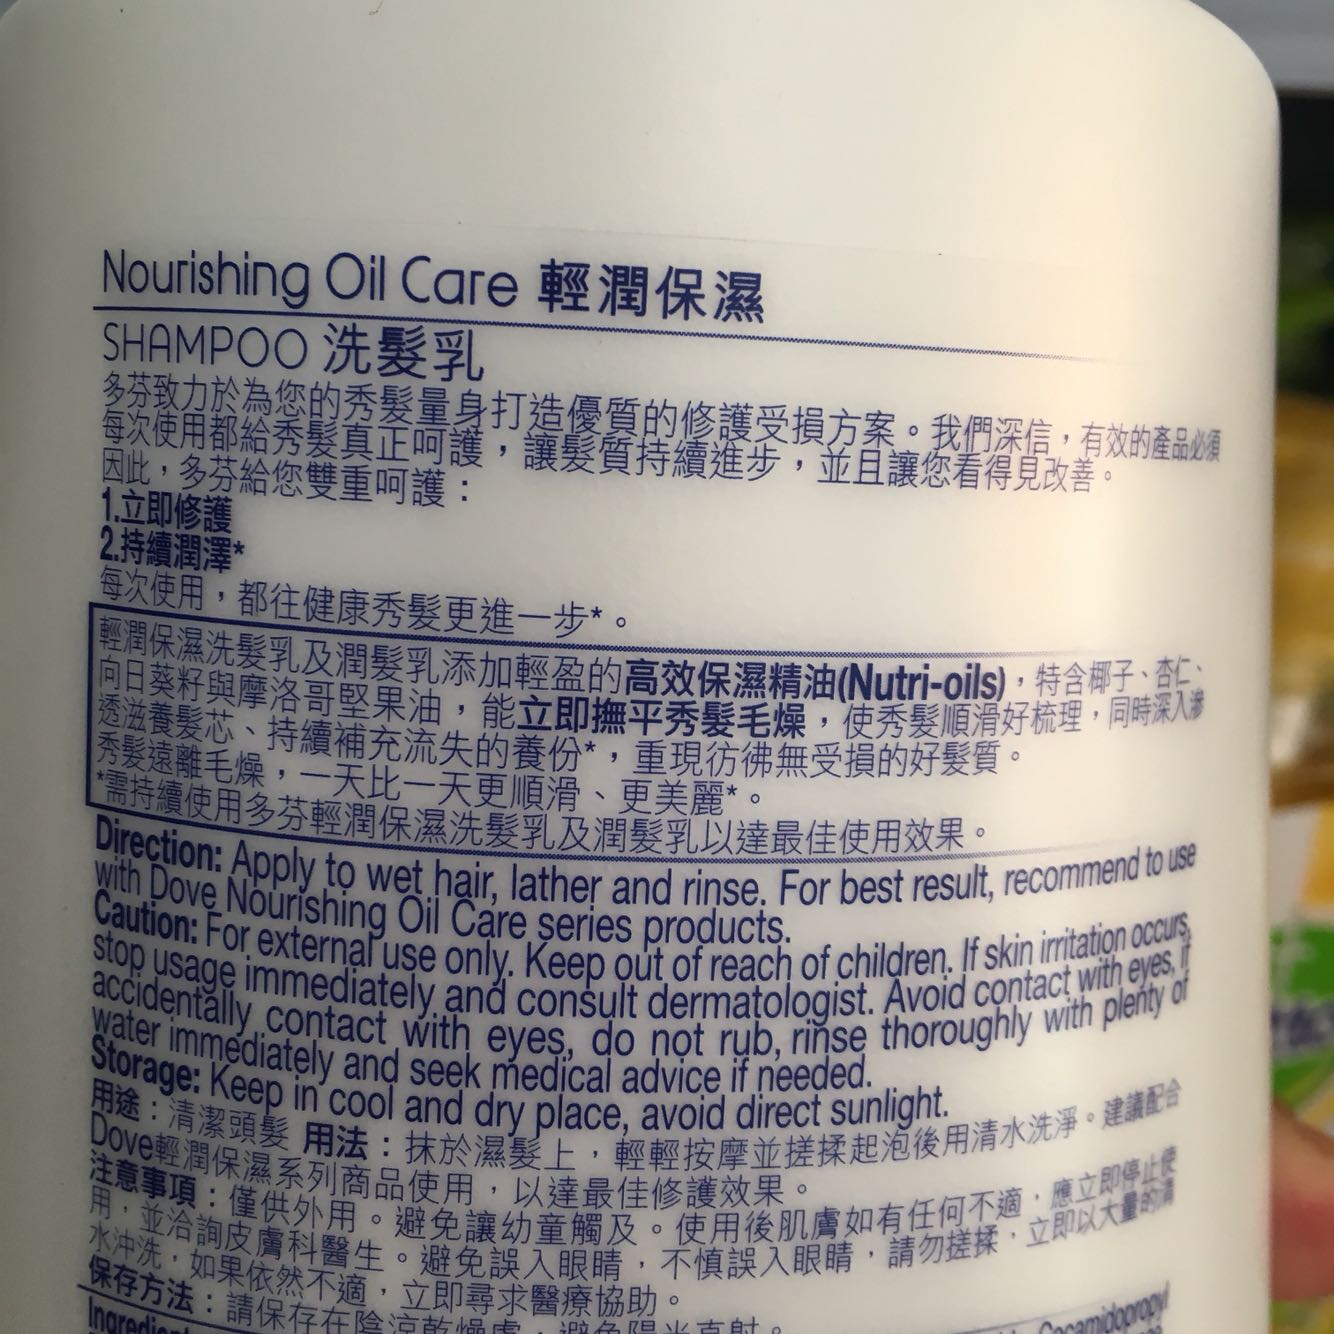 Nourishing Oil Care 輕潤保濕
SHAMPOO 洗髮乳
多芬致力於為您的秀髮量身打造優質的修護受損方案。我們深信，有效的產品必須
每次使用都給秀髮真正呵護，讓髮質持續進步，並且讓您看得見改善。
因此，多芬給您雙重呵護：
1.立即修護
2.持續潤澤*
每次使用，都往健康秀髮更進一步*。
輕潤保濕洗髮乳及潤髮乳添加輕盈的高效保濕精油(Nutri-oils)，特含椰子、杏仁、
向日葵籽與摩洛哥堅果油，能立即撫平秀髮毛燥，使秀髮順滑好梳理，同時深入滲
透滋養髮芯、持續補充流失的養份*，重現彷彿無受損的好髮質。
秀髮遠離毛燥，一天比一天更順滑、更美麗*。
*需持續使用多芬輕潤保濕洗髮乳及潤髮乳以達最佳使用效果。
Direction: Apply to wet hair, lather and rinse. For best result, recommend to use
with Dove Nourishing Oil Care series products.
Caution: For external use only. Keep out of reach of children. If skin irritation occurs,
stop usage immediately and consult dermatologist. Avoid contact with eyes, if
accidentally contact with eyes, do not rub, rinse thoroughly with plenty of
water immediately and seek medical advice if needed.
Storage: Keep in cool and dry place, avoid direct sunlight.
用途：清潔頭髮 用法：抹於濕髮上，輕輕按摩並搓揉起泡後用清水洗淨。建議配合
Dove輕潤保濕系列商品使用，以達最佳修護效果。
注意事項：僅供外用。避免讓幼童觸及。使用後肌膚如有任何不適，應立即停止使
用，並洽詢皮膚科醫生。避免誤入眼睛，不慎誤入眼睛，請勿搓揉，立即以大量的清
水沖洗，如果依然不適，立即尋求醫療協助。
保存方法：請保存在陰涼乾燥處，避免陽光直射。
Cocamidopropyl